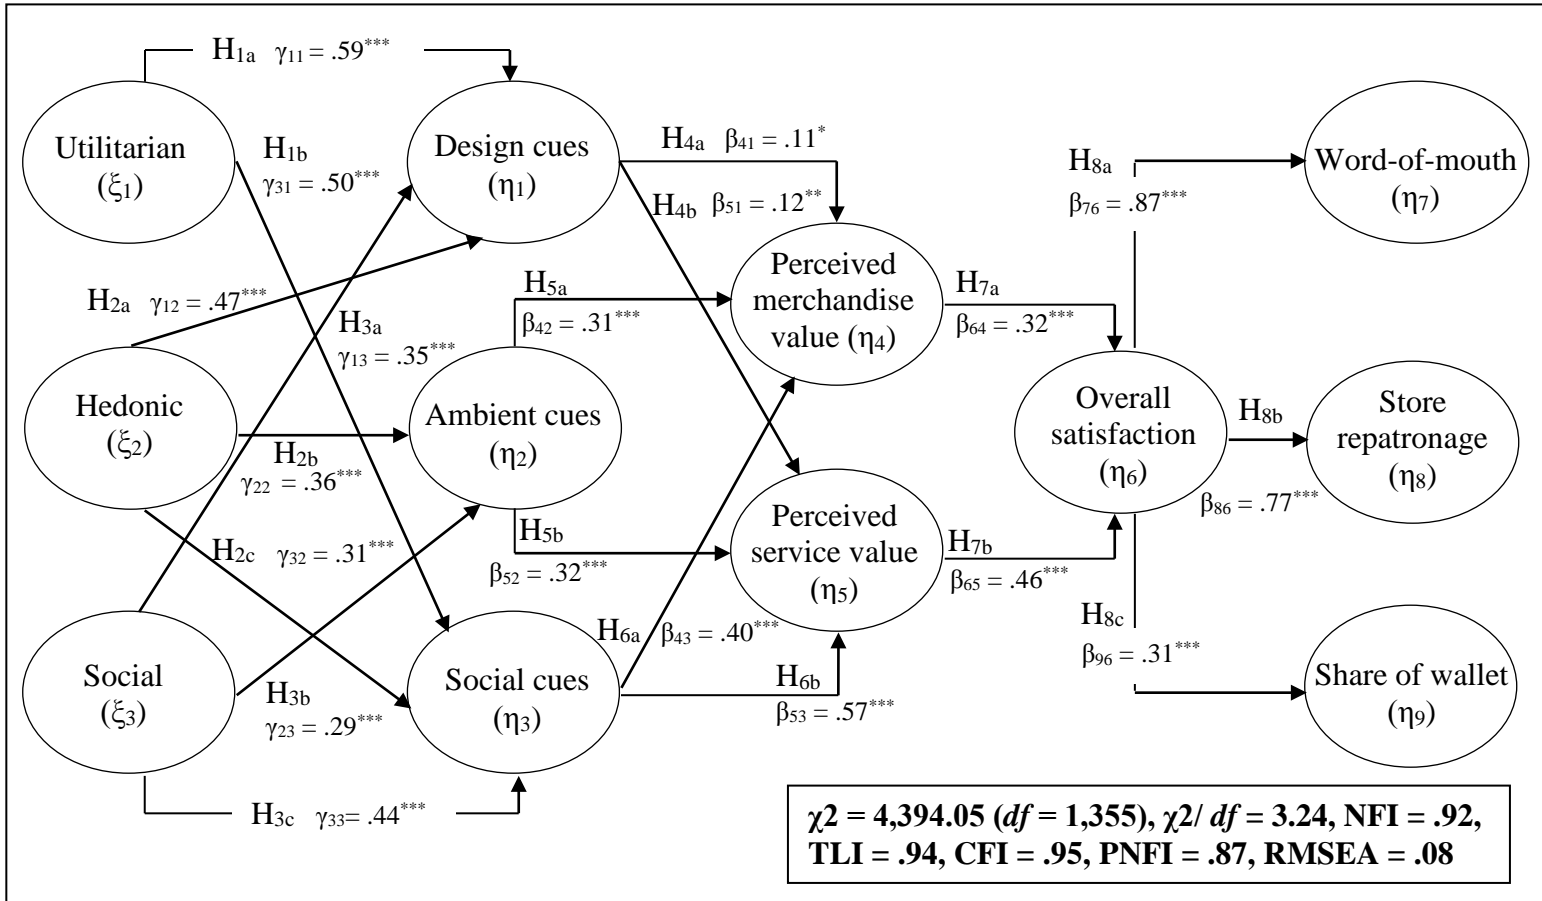 H1a γ11 = .59***
Utilitarian
(ξ1)
H1b
γ31 = .50***
Design cues
(η1)
H4a β41 = .11*
H4b β51 = .12**
H8a
β76 = .87***
Word-of-mouth
(η7)
H2a γ12 = .47***
H3a
γ13 = .35***
H5a
β42 = .31***
Perceived
merchandise
value (η4)
H7a
β64 = .32***
Hedonic
(ξ2)
H2b
γ22 = .36***
Ambient cues
(η2)
Overall
satisfaction
(η6)
H8b
β86 = .77***
Store
repatronage
(η8)
H2c γ32 = .31***
H5b
β52 = .32***
Perceived
service value
(η5)
H7b
β65 = .46***
Social
(ξ3)
H3b
γ23 = .29***
Social cues
(η3)
H6a β43 = .40***
H6b
β53 = .57***
H8c
β96 = .31***
Share of wallet
(η9)
H3c γ33= .44***
χ2 = 4,394.05 (df = 1,355), χ2/ df = 3.24, NFI = .92,
TLI = .94, CFI = .95, PNFI = .87, RMSEA = .08